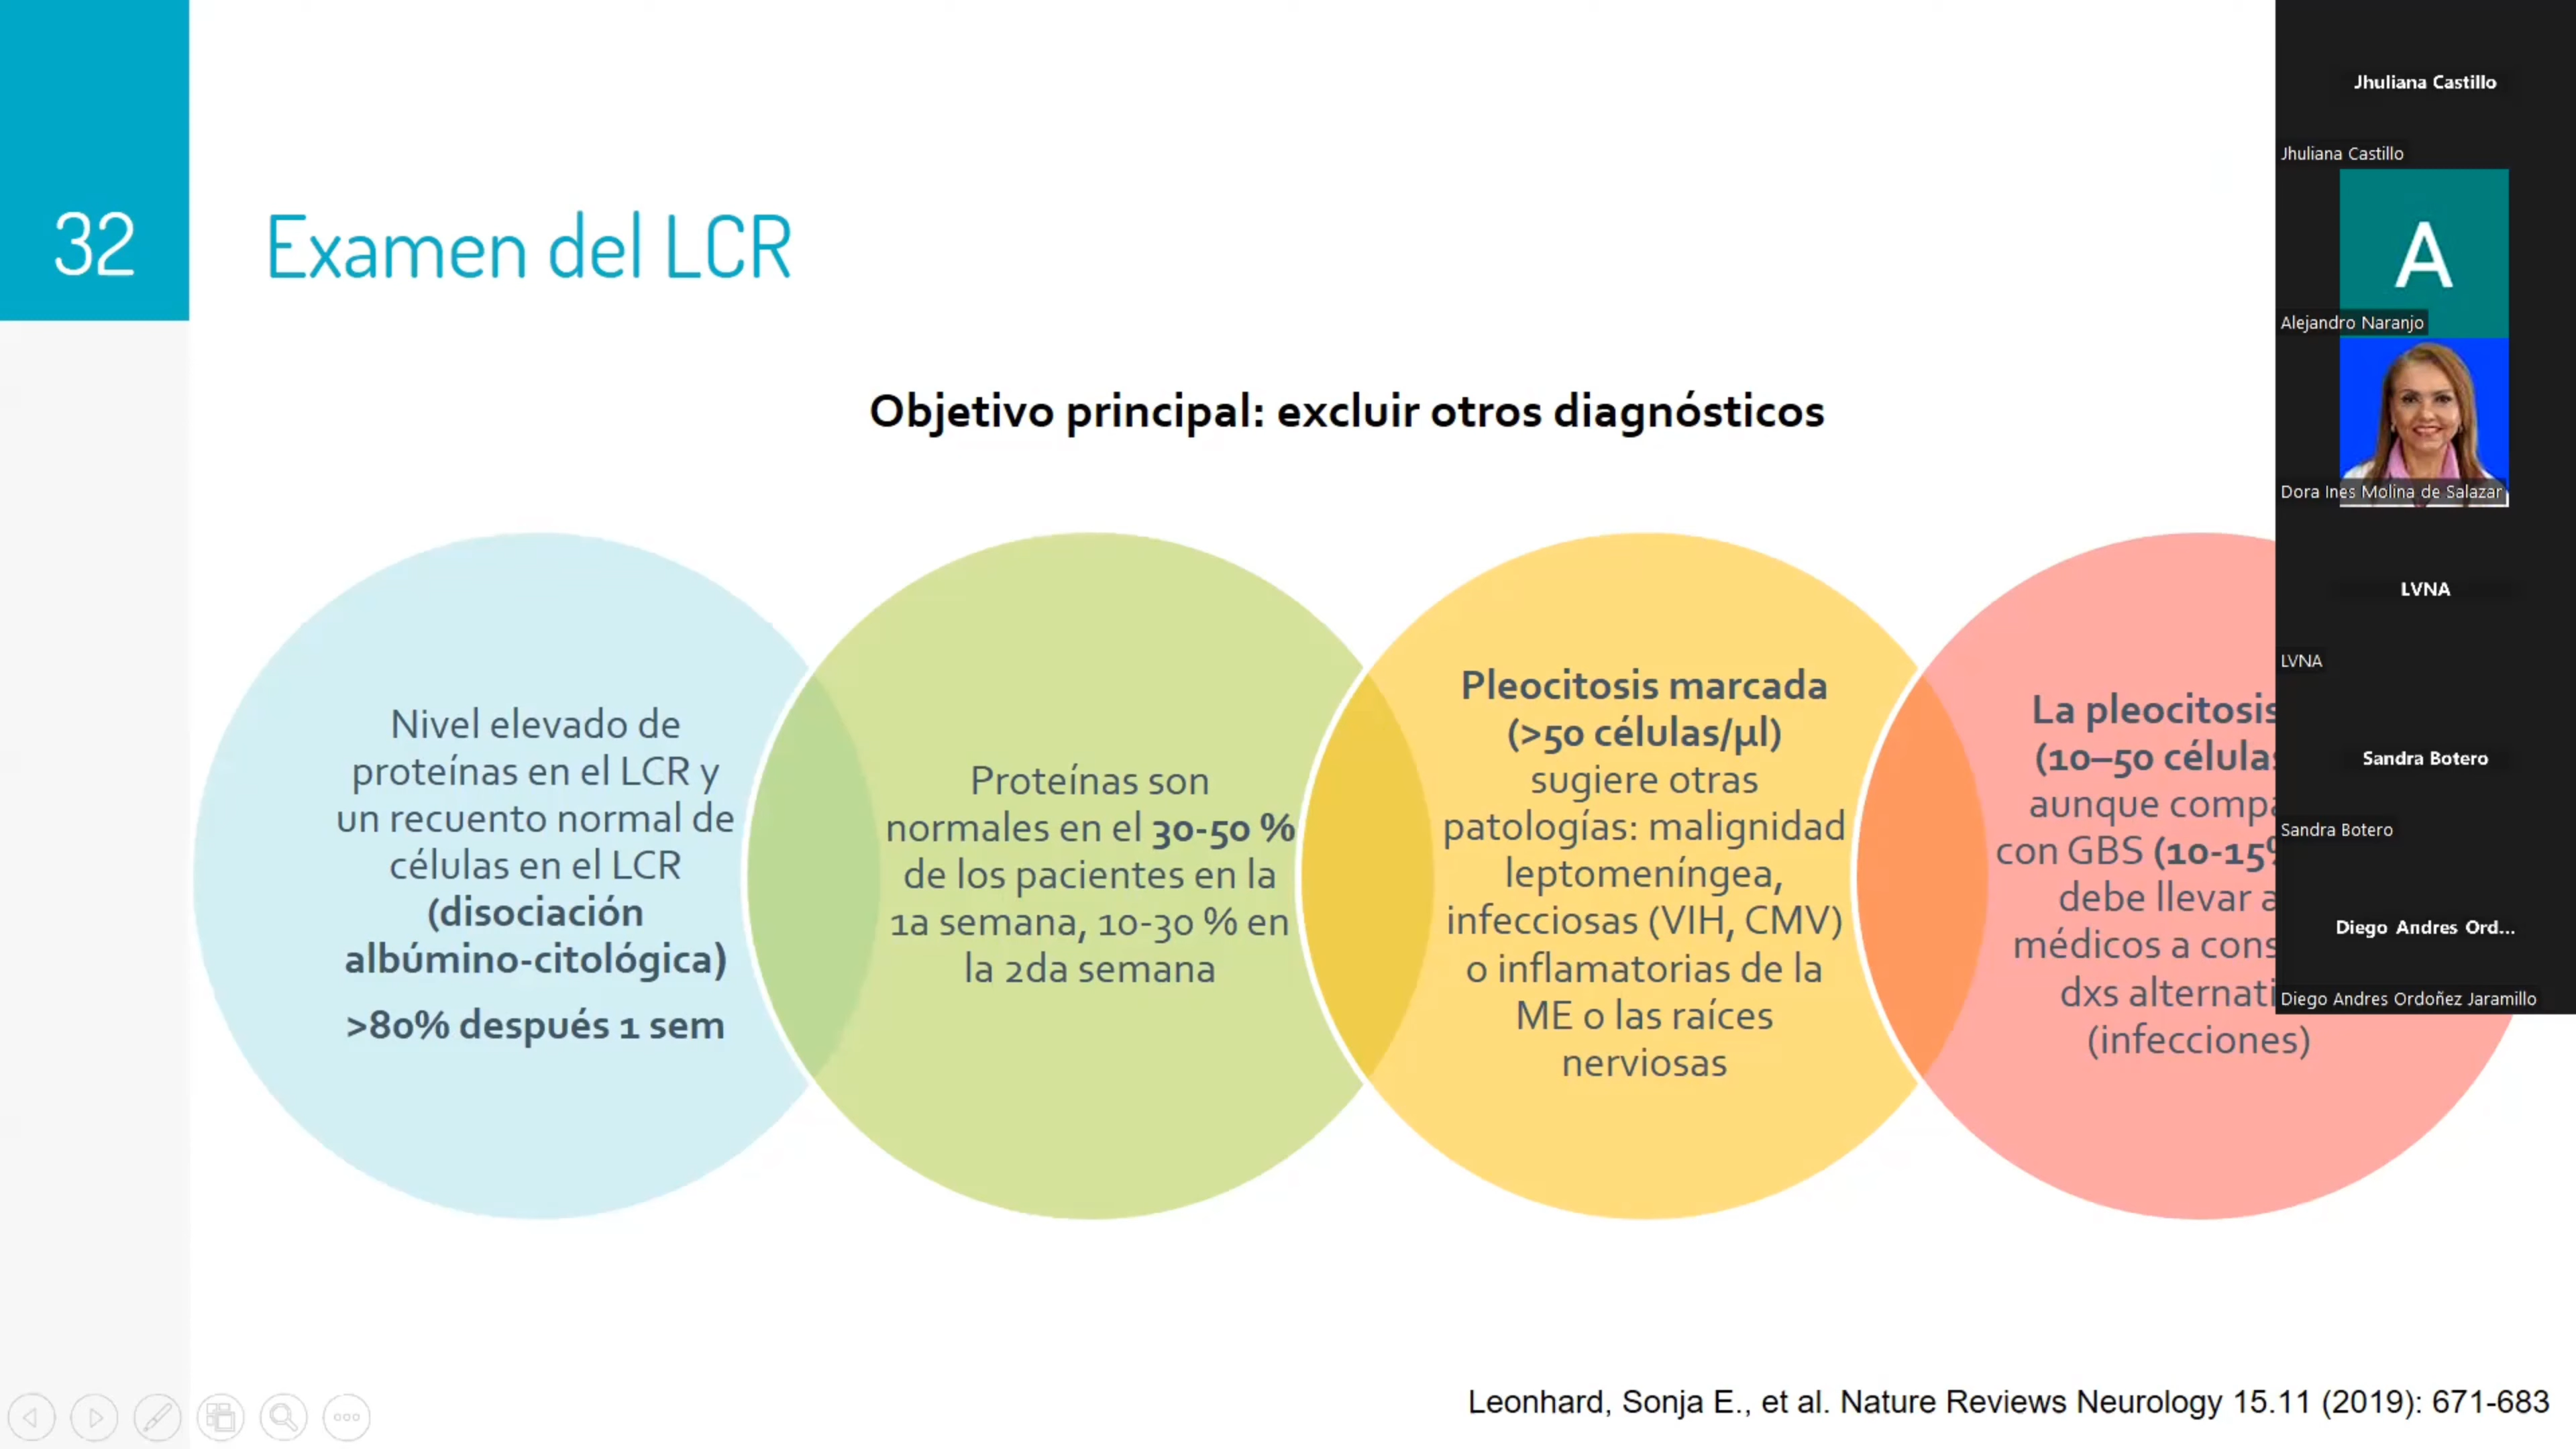 32
Examen del LCR
Objetivo principal: excluir otros diagnósticos
Nivel elevado de
proteínas en el LCR y
un recuento normal de
células en el LCR
(disociación
albúmino-citológica)
>80% después 1 sem
Proteínas son
normales en el 30-50 %
de los pacientes en la
1a semana, 10-30 % en
la 2da semana
Pleocitosis marcada
(>50 células/µl)
sugiere otras
patologías: malignidad
leptomeníngea,
infecciosas (VIH, CMV)
o inflamatorias de la
ME o las raíces
nerviosas
La pleocitosis
(10–50
aunque
con GBS (10-15%
debe llevar a
médicos a
dxs
(infecciones)
Leonhard, Sonja E., et al. Nature Reviews Neurology 15.11 (2019): 671-683
Jhuliana Castillo
Jhuliana Castillo
A
Alejandro Naranjo
Dora Ines Molina de Salazar
LVNA
LVNA
Sandra Botero
Sandra Botero
Diego Andres Ord...
Diego Andres Ordoñez Jaramillo